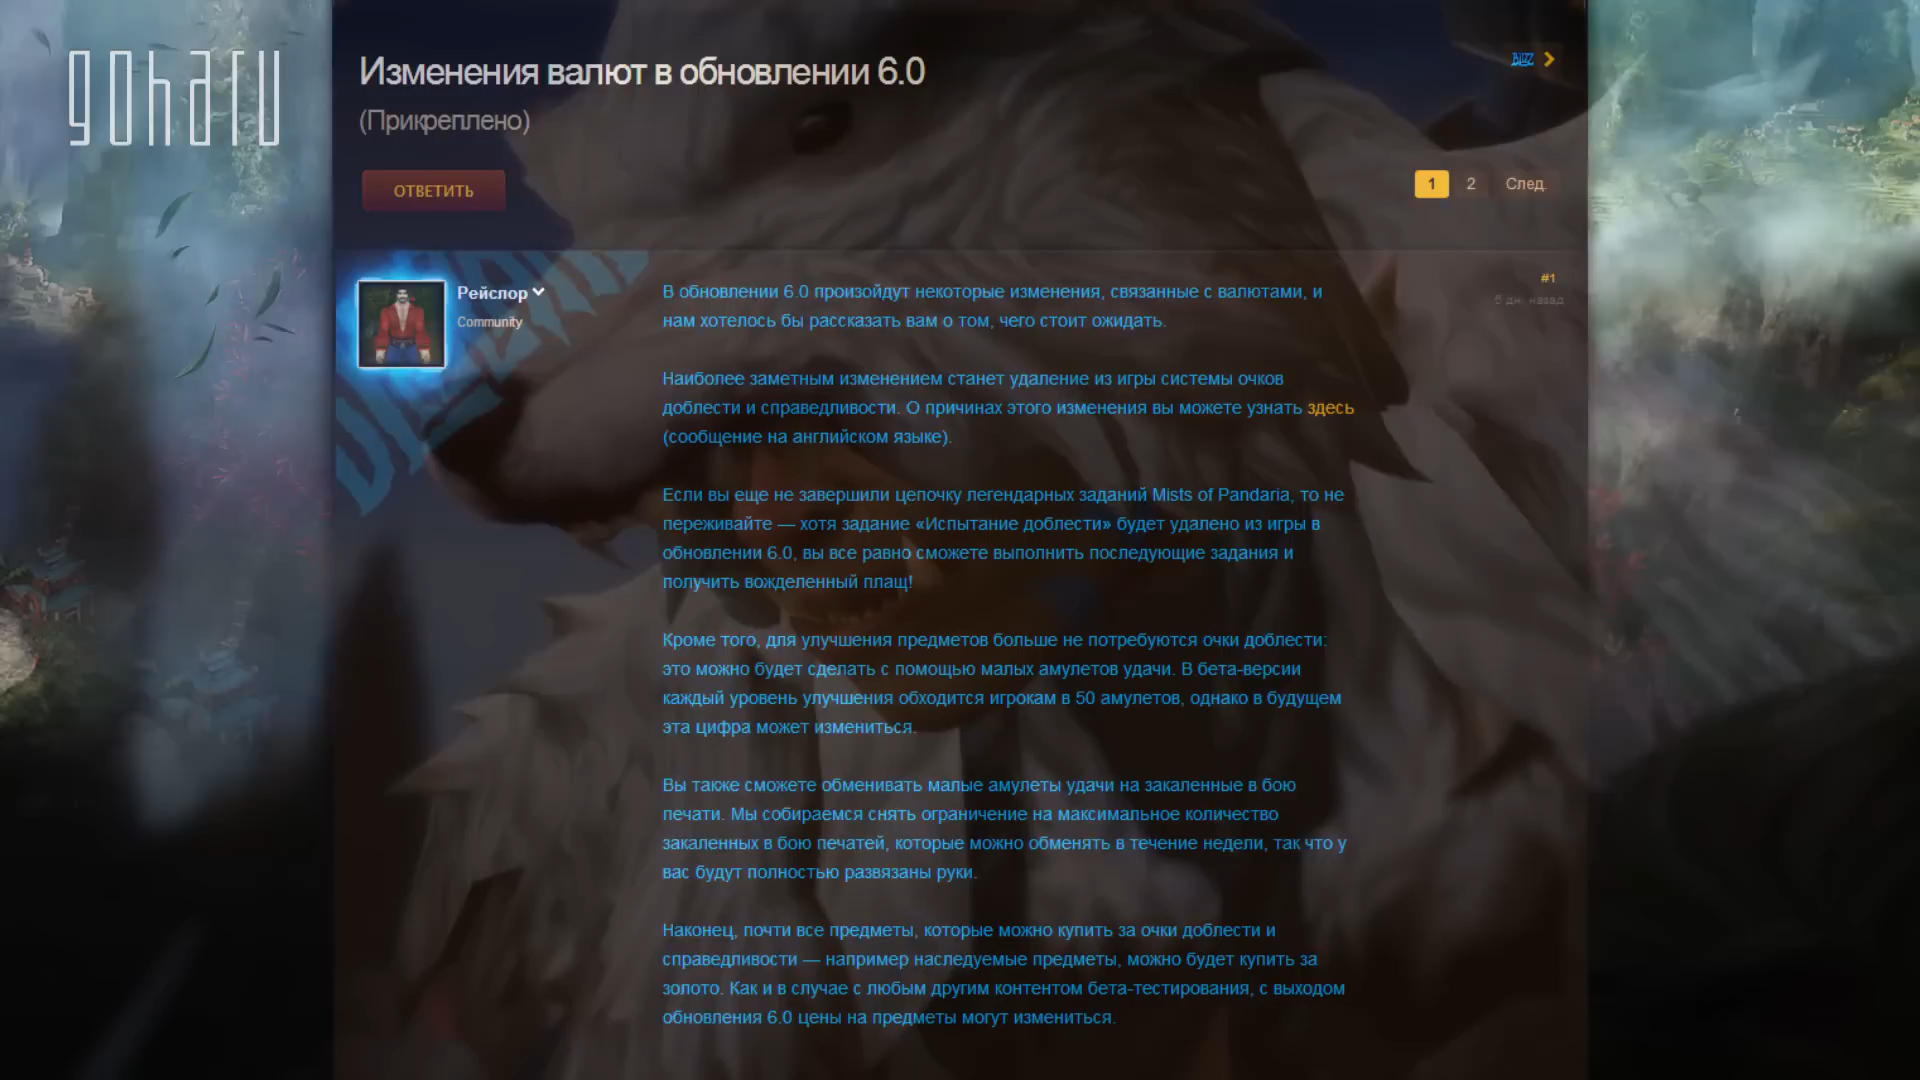 goharu
Изменения валют в обновлении 6.0
(Прикреплено)
BLIZZ
ОТВЕТИТЬ
1 2 След.
#1
6 дн. назад
Рейслор
Community
В обновлении 6.0 произойдут некоторые изменения, связанные с валютами, и
нам хотелось бы рассказать вам о том, чего стоит ожидать.
Наиболее заметным изменением станет удаление из игры системы очков
доблести и справедливости. О причинах этого изменения вы можете узнать здесь
(сообщение на английском языке).
Если вы еще не завершили цепочку легендарных заданий Mists of Pandaria, то не
переживайте — хотя задание «Испытание доблести» будет удалено из игры в
обновлении 6.0, вы все равно сможете выполнить последующие задания и
получить вожделенный плащ!
Кроме того, для улучшения предметов больше не потребуются очки доблести:
это можно будет сделать с помощью малых амулетов удачи. В бета-версии
каждый уровень улучшения обходится игрокам в 50 амулетов, однако в будущем
эта цифра может измениться.
Вы также сможете обменивать малые амулеты удачи на закаленные в бою
печати. Мы собираемся снять ограничение на максимальное количество
закаленных в бою печатей, которые можно обменять в течение недели, так что у
вас будут полностью развязаны руки.
Наконец, почти все предметы, которые можно купить за очки доблести и
справедливости — например наследуемые предметы, можно будет купить за
золото. Как и в случае с любым другим контентом бета-тестирования, с выходом
обновления 6.0 цены на предметы могут измениться.